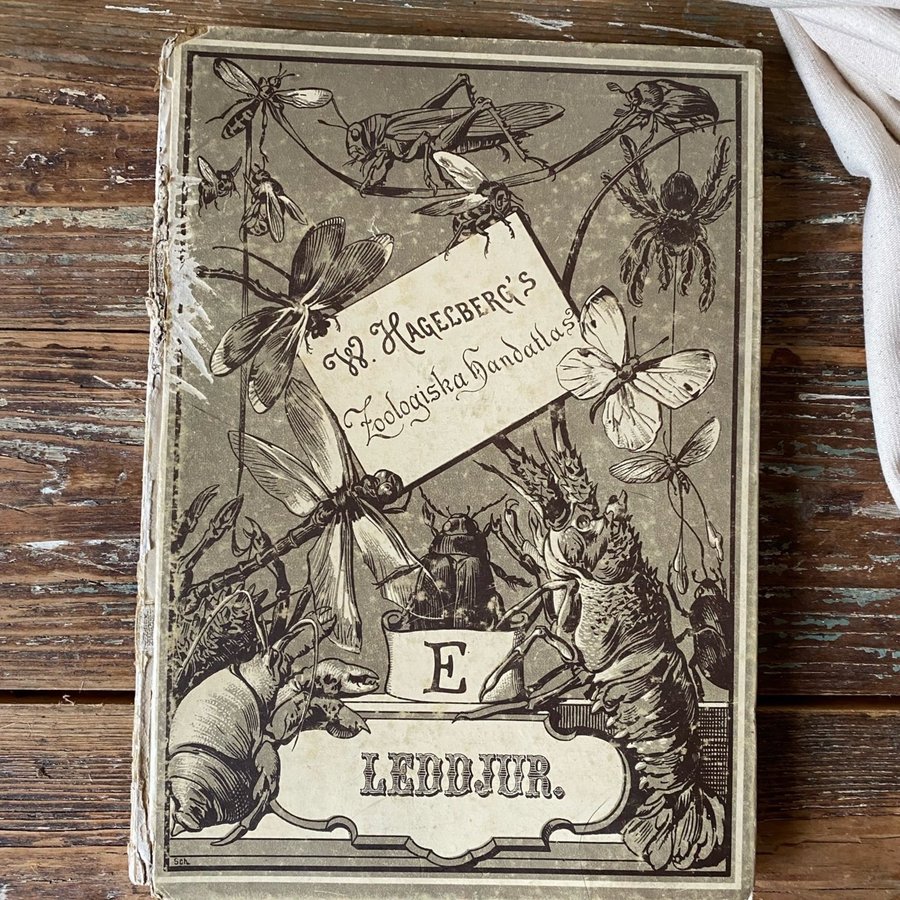 W. HAGELBERG'S
Zoologiska Handatlas
E
LEDDJUR.
Sch.